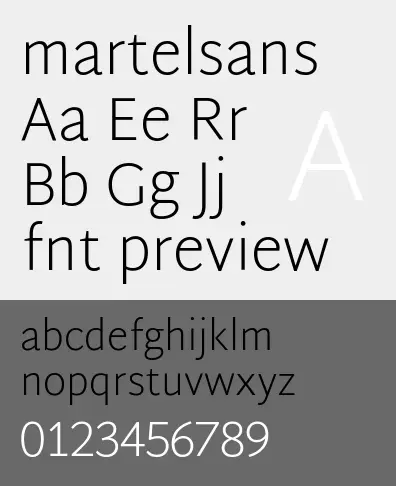 martelsans
Aa Ee Rr
Bb Gg Jj
A
fnt preview
abcdefghijklm
nopqrstuvwxyz
0123456789